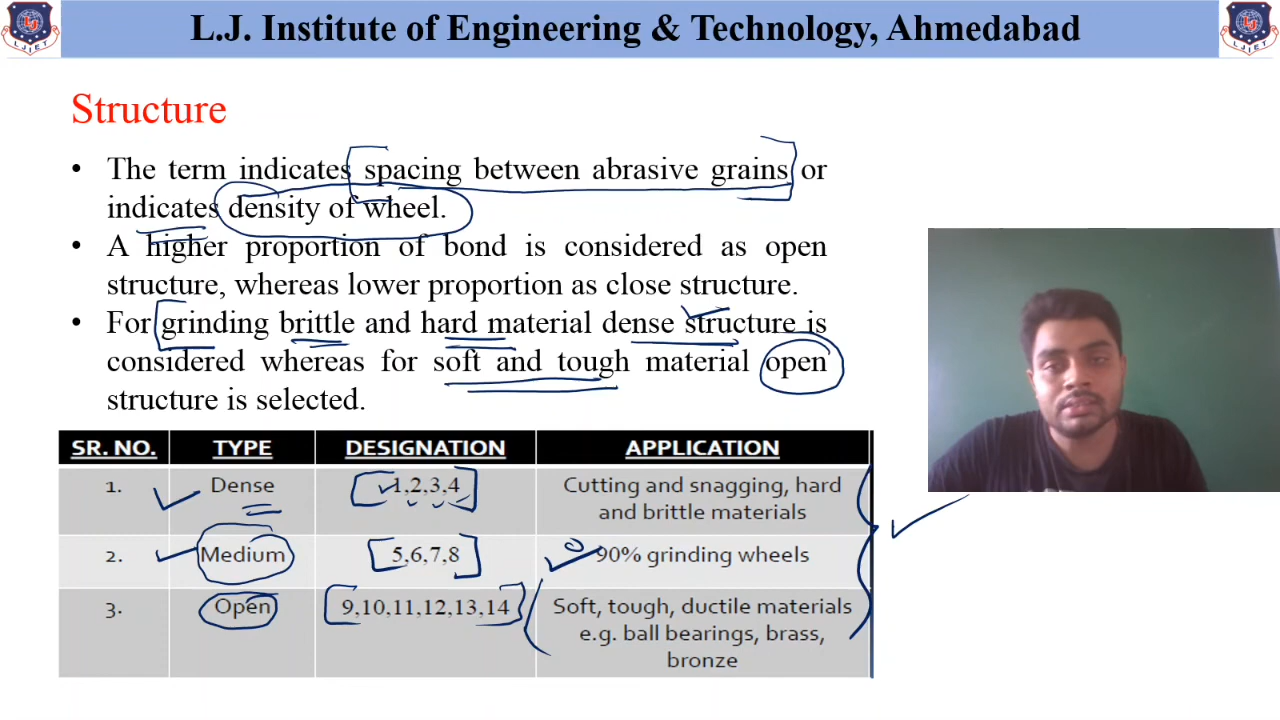 L.J. Institute of Engineering & Technology, Ahmedabad
LJIET
LJIET
Structure
• The term indicates spacing between abrasive grains or
indicates density of wheel.
• A higher proportion of bond is considered as open
structure, whereas lower proportion as close structure.
• For grinding brittle and hard material dense structure is
considered whereas for soft and tough material open
structure is selected.
SR. NO. TYPE DESIGNATION APPLICATION
1. Dense 1,2,3,4 Cutting and snagging, hard
and brittle materials
2. Medium 5,6,7,8 90% grinding wheels
3. Open 9,10,11,12,13,14 Soft, tough, ductile materials
e.g. ball bearings, brass,
bronze